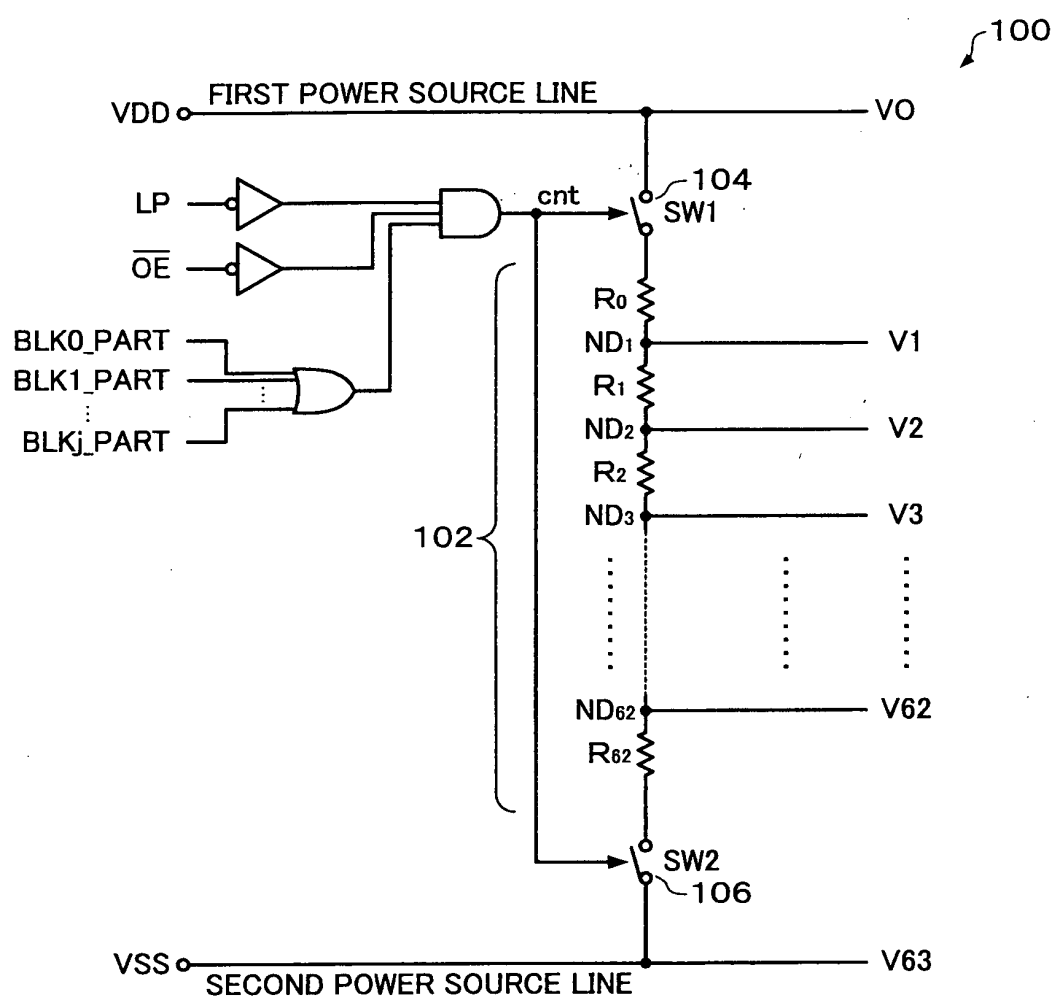 100
FIRST POWER SOURCE LINE
VDD
VO
LP
cnt
104
SW1
O̅E̅
R0
BLK0_PART
ND1
V1
BLK1_PART
R1
BLKj_PART
ND2
V2
R2
ND3
V3
102
ND62
V62
R62
SW2
106
VSS
V63
SECOND POWER SOURCE LINE